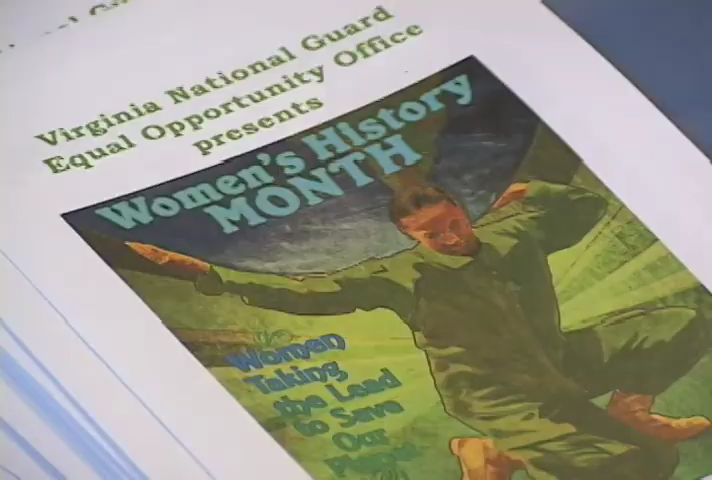 Virginia National Guard
Equal Opportunity Office
presents
Women's History
MONTH
Women
Taking
the Lead
to Save
Our